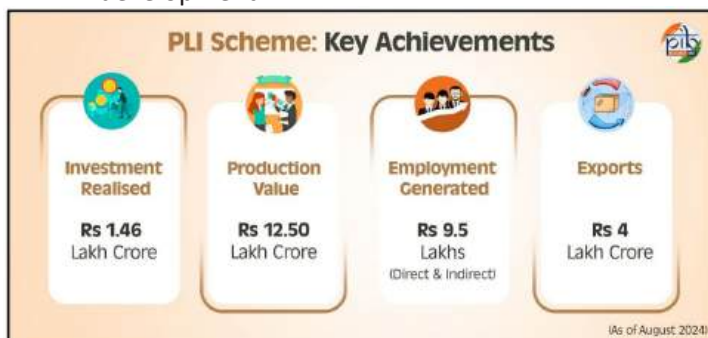 PLI Scheme: Key Achievements
pib
Investment
Realised
Rs 1.46
Lakh Crore
Production
Value
Rs 12.50
Lakh Crore
Employment
Generated
Rs 9.5
Lakhs
(Direct & Indirect)
Exports
Rs 4
Lakh Crore
(As of August 2024)